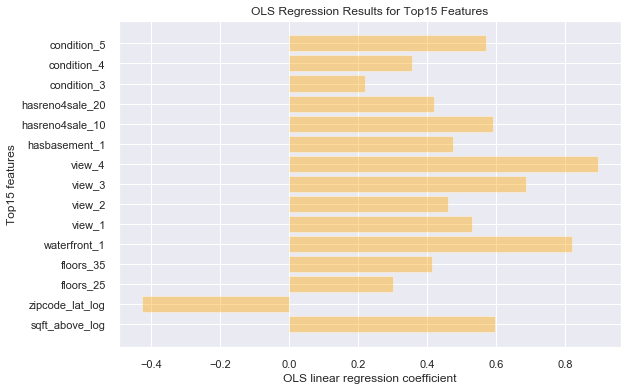 OLS Regression Results for Top15 Features
condition_5
condition_4
condition_3
hasreno4sale_20
hasreno4sale_10
hasbasement_1
view_4
view_3
view_2
view_1
waterfront_1
floors_35
floors_25
zipcode_lat_log
sqft_above_log
Top15 features
−0.4 −0.2 0.0 0.2 0.4 0.6 0.8
OLS linear regression coefficient